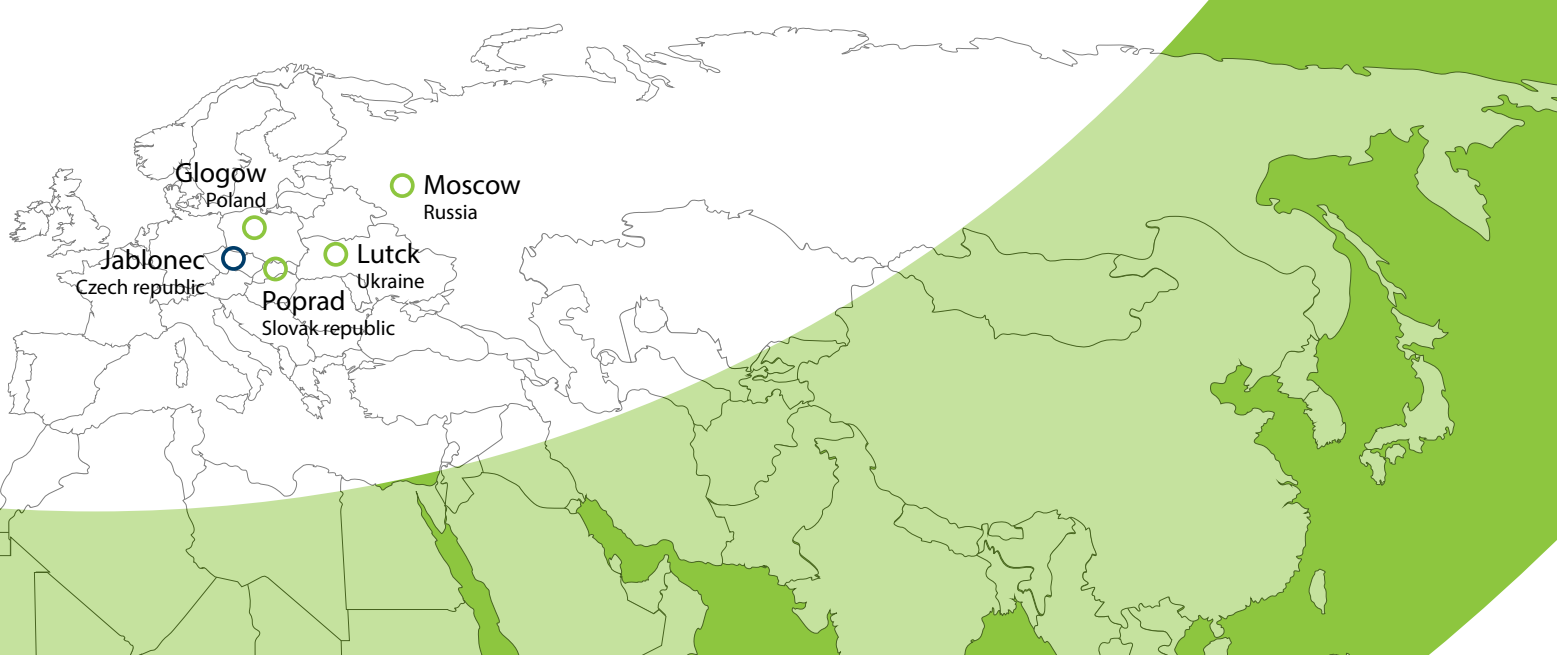 Glogow
Poland
Moscow
Russia
Jablonec
Czech republic
Lutck
Ukraine
Poprad
Slovak republic